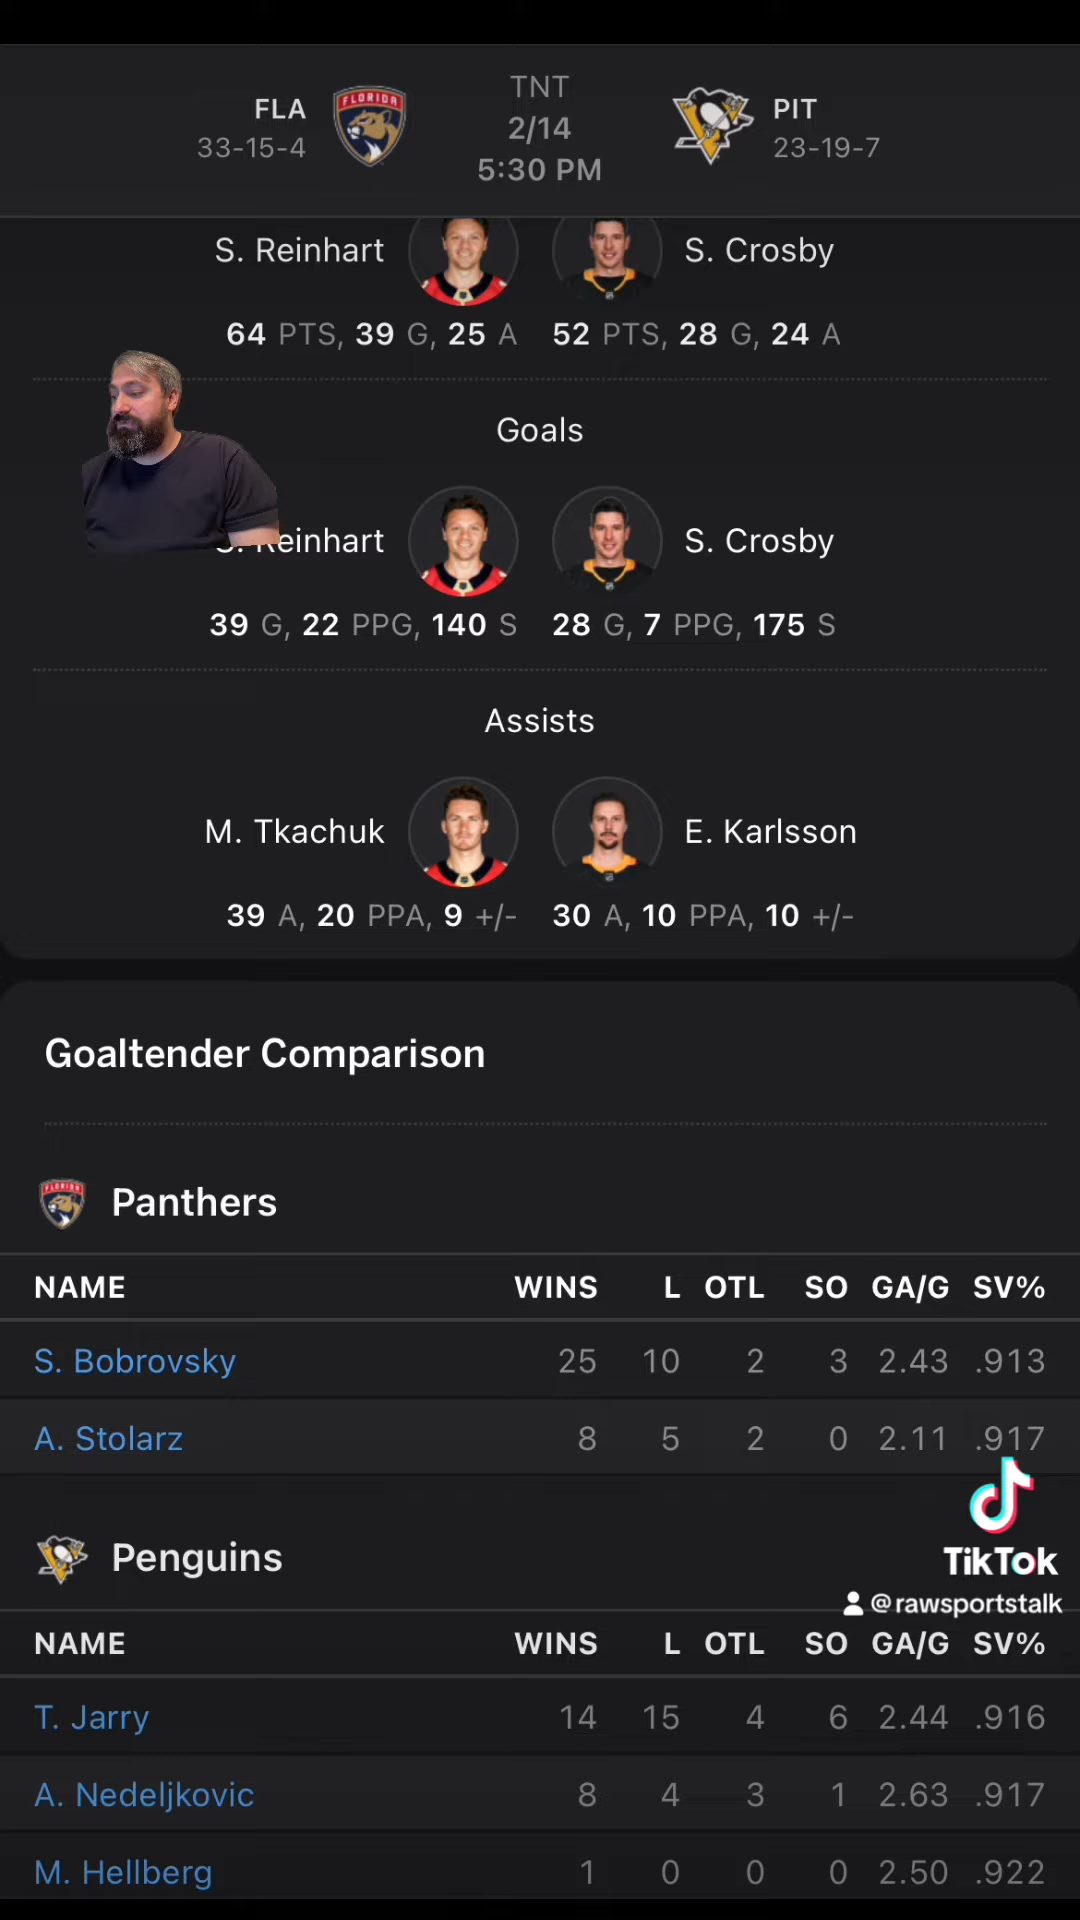 FLA
33-15-4
FLORIDA
TNT
2/14
5:30 PM
PIT
23-19-7
S. Reinhart
S. Crosby
64 PTS, 39 G, 25 A
52 PTS, 28 G, 24 A
Goals
S. Reinhart
S. Crosby
39 G, 22 PPG, 140 S
28 G, 7 PPG, 175 S
Assists
M. Tkachuk
E. Karlsson
39 A, 20 PPA, 9 +/-
30 A, 10 PPA, 10 +/-
Goaltender Comparison
FLORIDA
Panthers
NAME WINS L OTL SO GA/G SV%
S. Bobrovsky 25 10 2 3 2.43 .913
A. Stolarz 8 5 2 0 2.11 .917
Penguins
TikTok
@rawsportstalk
NAME WINS L OTL SO GA/G SV%
T. Jarry 14 15 4 6 2.44 .916
A. Nedeljkovic 8 4 3 1 2.63 .917
M. Hellberg 1 0 0 0 2.50 .922